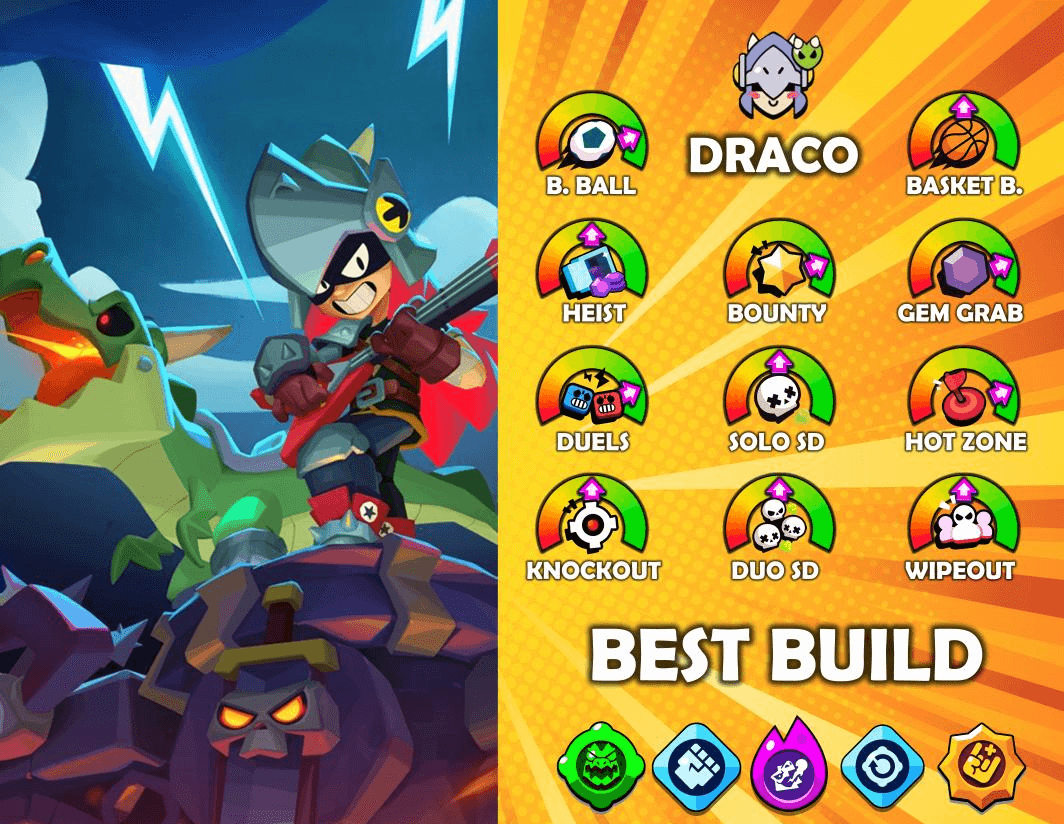 DRACO
B. BALL
BASKET B.
HEIST
BOUNTY
GEM GRAB
DUELS
SOLO SD
HOT ZONE
KNOCKOUT
DUO SD
WIPEOUT
BEST BUILD